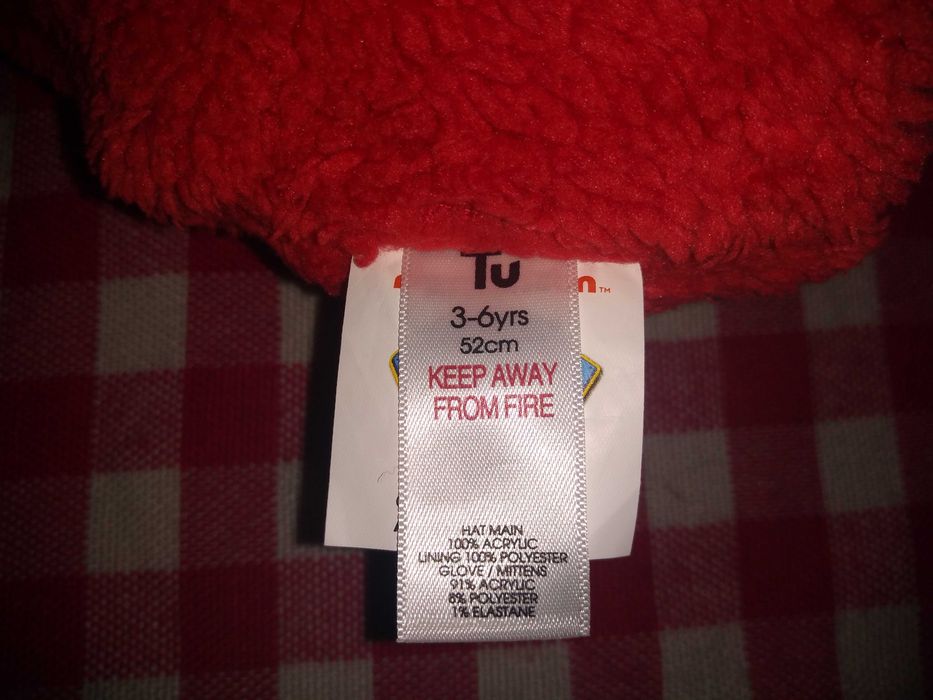 Tu
3-6yrs
52cm
KEEP AWAY
FROM FIRE
HAT MAIN
100% ACRYLIC
LINING 100% POLYESTER
GLOVE / MITTENS
91% ACRYLIC
8% POLYESTER
1% ELASTANE